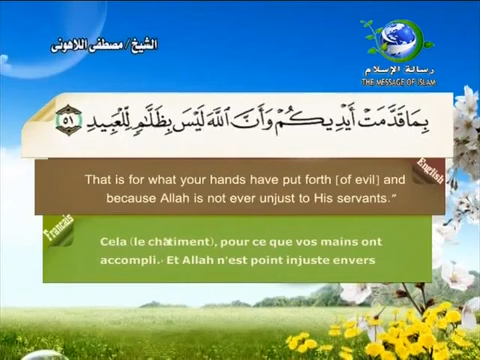 الشيخ / مصطفى اللاهونى
رسالة الإسلام
THE MESSAGE OF ISLAM
بِمَا قَدَّمَتْ أَيْدِيكُمْ وَأَنَّ اللَّهَ لَيْسَ بِظَلَّامٍ لِّلْعَبِيدِ ٥١
English
That is for what your hands have put forth [of evil] and
because Allah is not ever unjust to His servants."
Francais
Cela (le châtiment), pour ce que vos mains ont
accompli.. Et Allah n'est point injuste envers